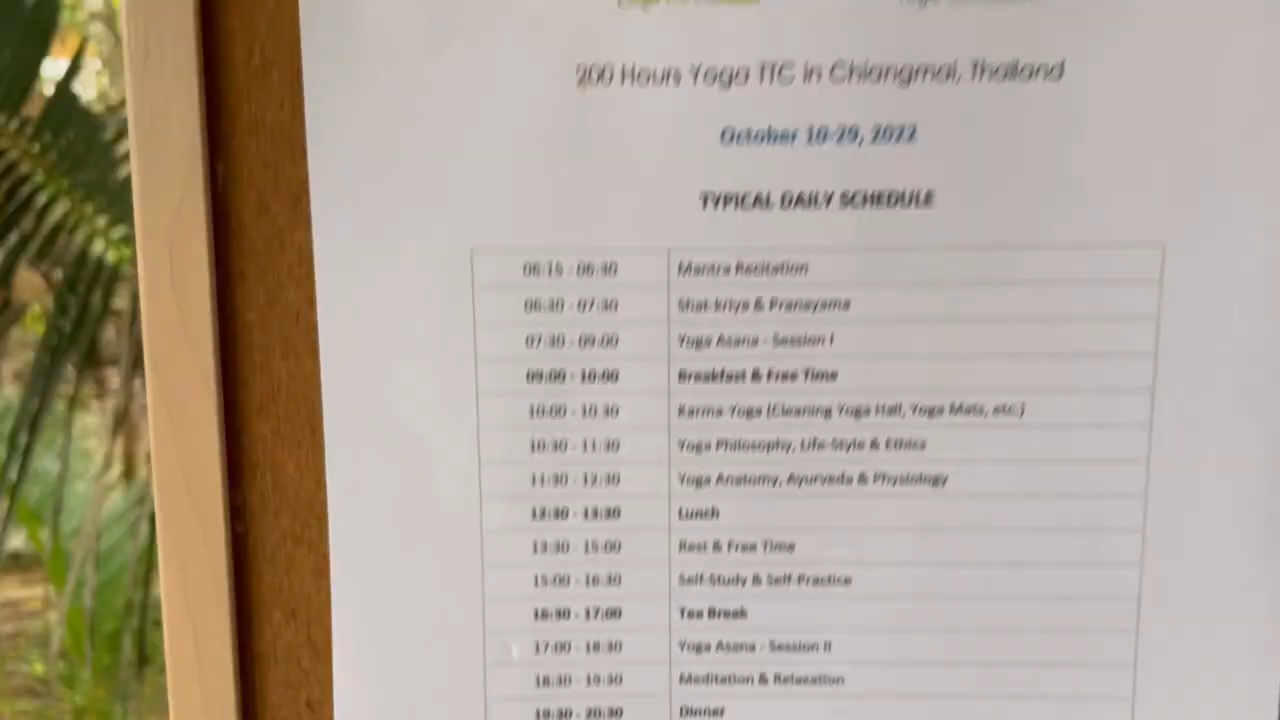 200 Hours Yoga TTC in Chiangmai, Thailand
October 10-29, 2022
TYPICAL DAILY SCHEDULE
06:15 - 06:30 Mantra Recitation
06:30 - 07:30 Shat-kriya & Pranayama
07:30 - 09:00 Yoga Asana - Session I
09:00 - 10:00 Breakfast & Free Time
10:00 - 10:30 Karma Yoga (Cleaning Yoga Hall, Yoga Mats, etc.)
10:30 - 11:30 Yoga Philosophy, Life-Style & Ethics
11:30 - 12:30 Yoga Anatomy, Ayurveda & Physiology
12:30 - 13:30 Lunch
13:30 - 15:00 Rest & Free Time
15:00 - 16:30 Self-Study & Self-Practice
16:30 - 17:00 Tea Break
17:00 - 18:30 Yoga Asana - Session II
18:30 - 19:30 Meditation & Relaxation
19:30 - 20:30 Dinner